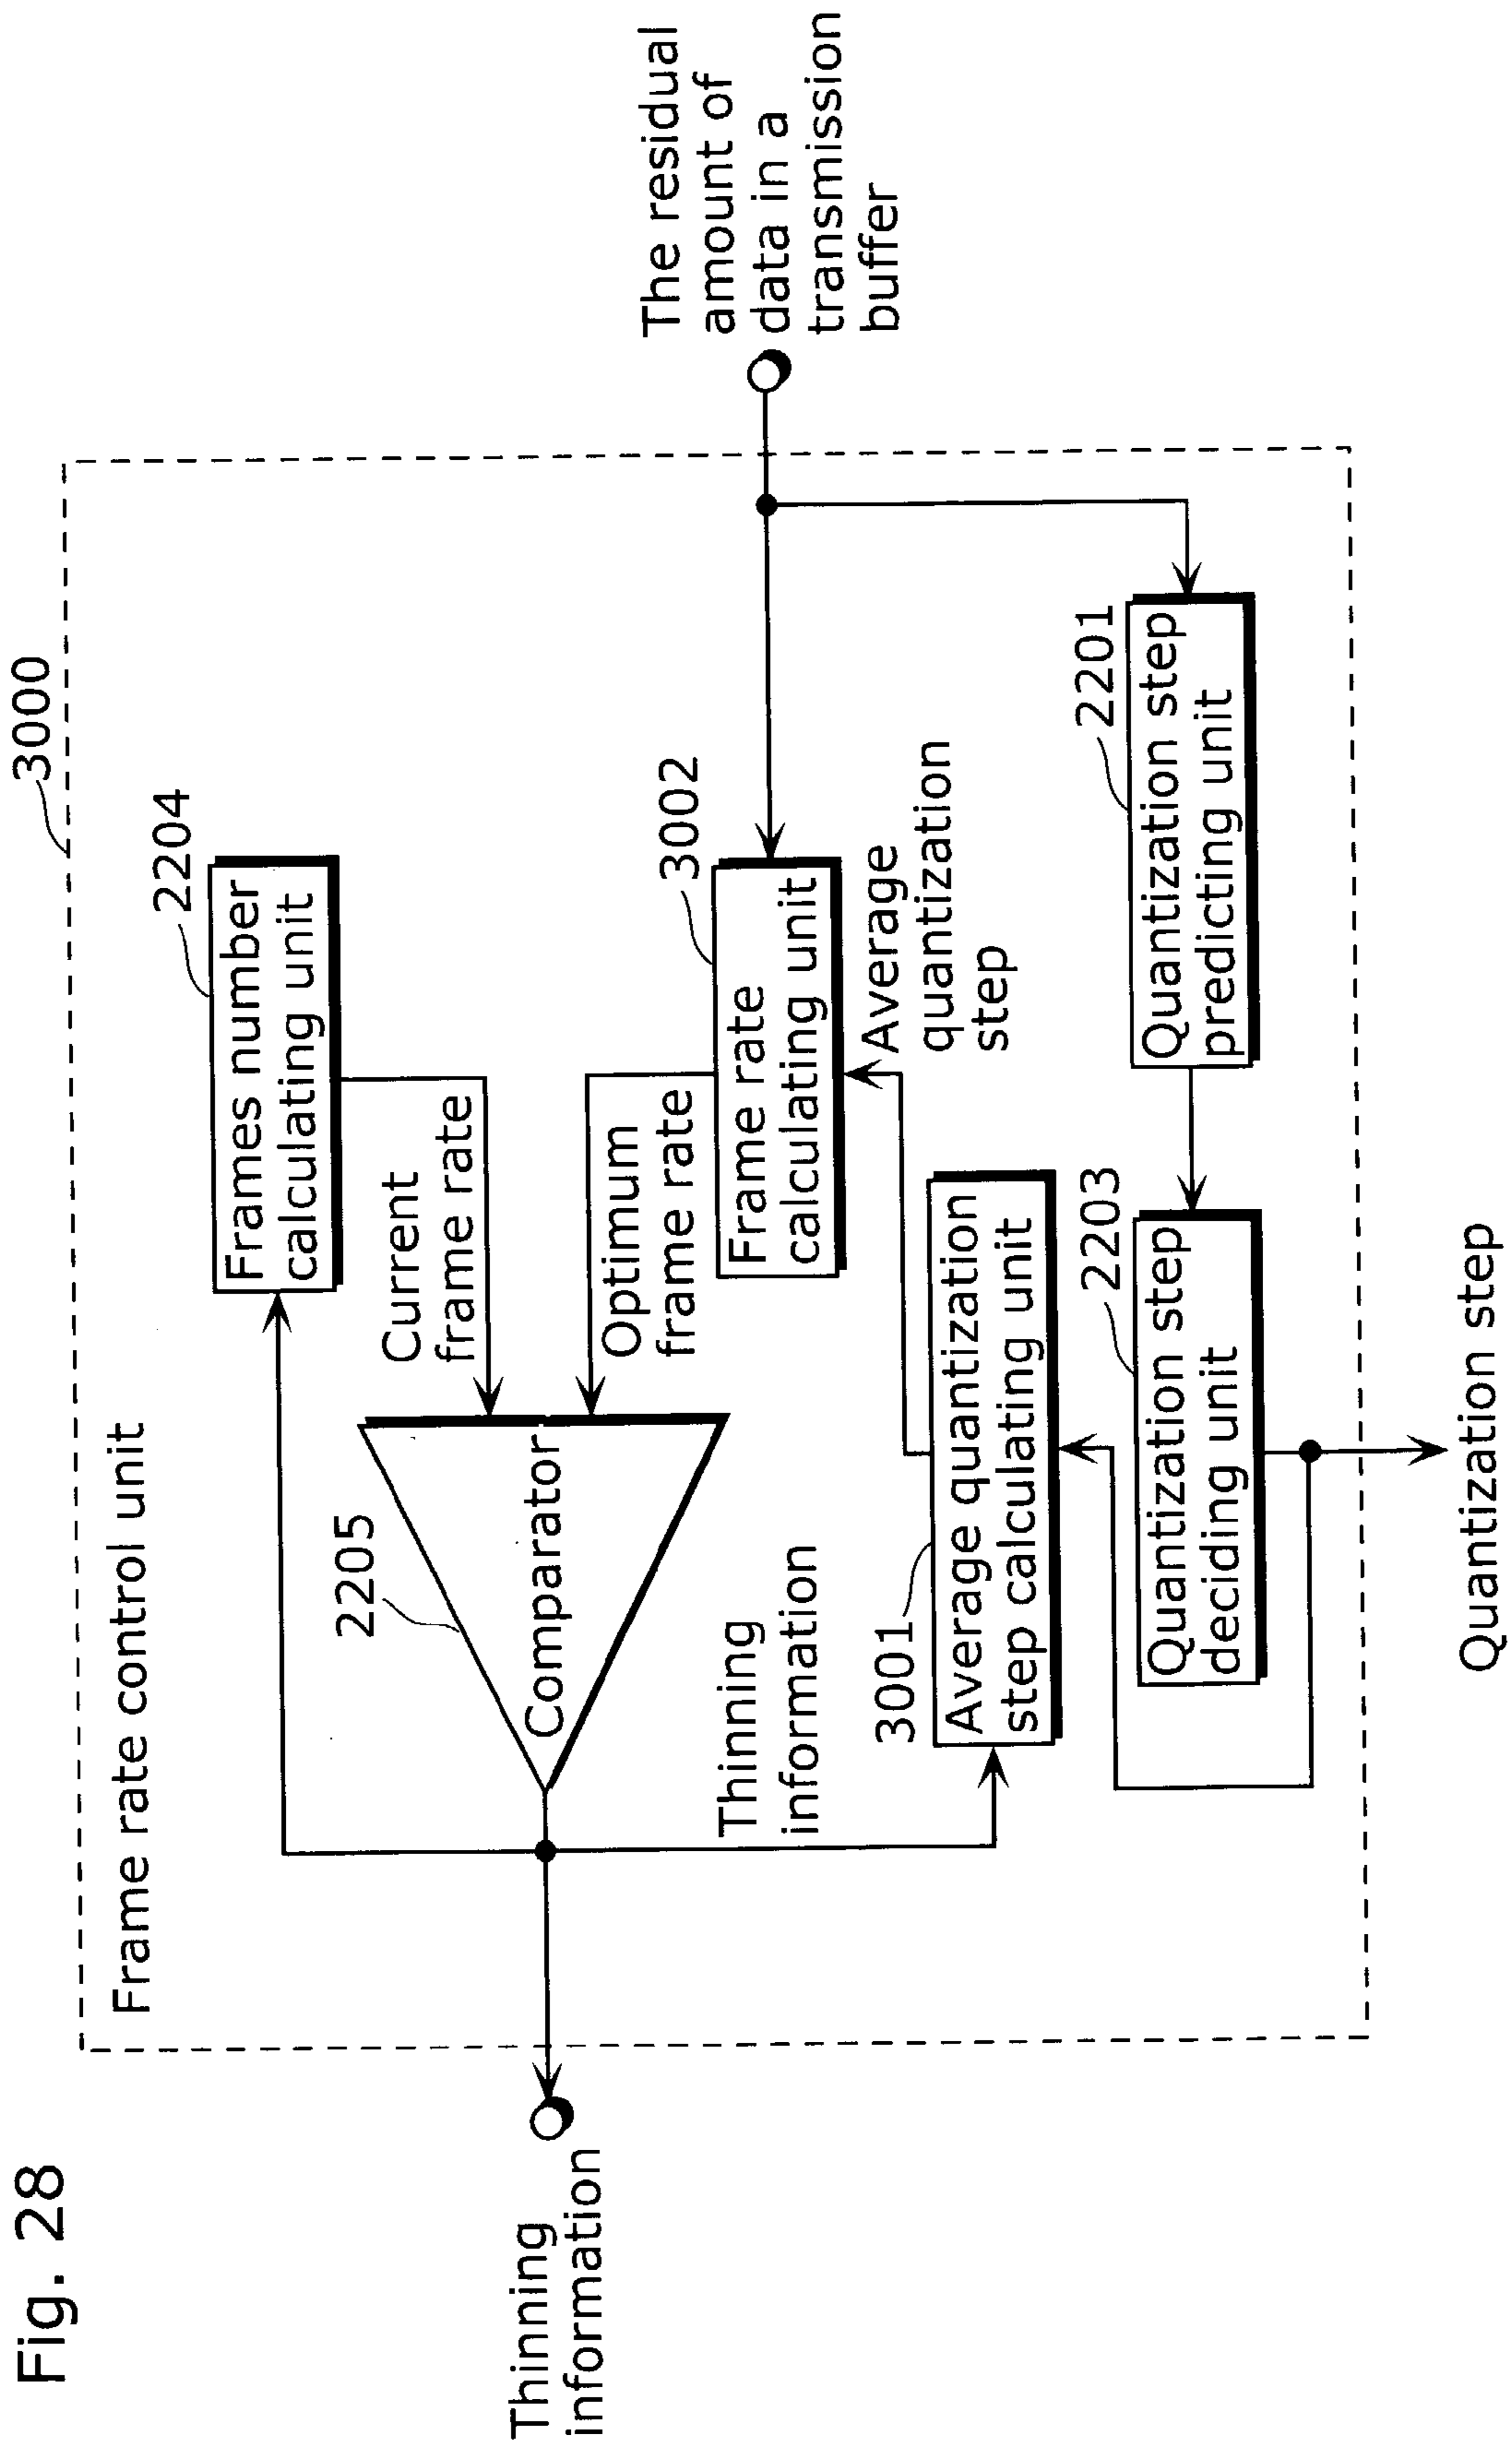 Fig. 28
3000
Frame rate control unit
2204
Frames number
calculating unit
2205
Comparator
Current
frame rate
Optimum
frame rate
3002
Frame rate
calculating unit
The residual
amount of
data in a
transmission
buffer
Thinning
information
Thinning
information
Average
quantization
step
3001
Average quantization
step calculating unit
2203
Quantization step
deciding unit
2201
Quantization step
predicting unit
Quantization step